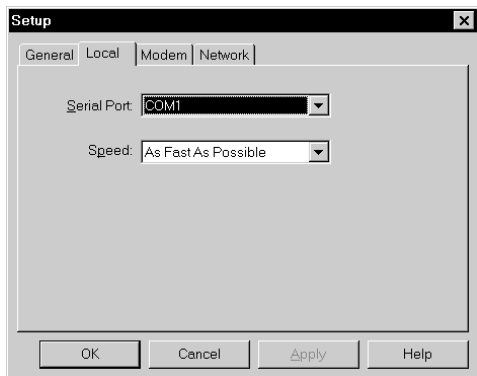 Setup
General Local Modem Network
Serial Port: COM1
Speed: As Fast As Possible
OK Cancel Apply Help